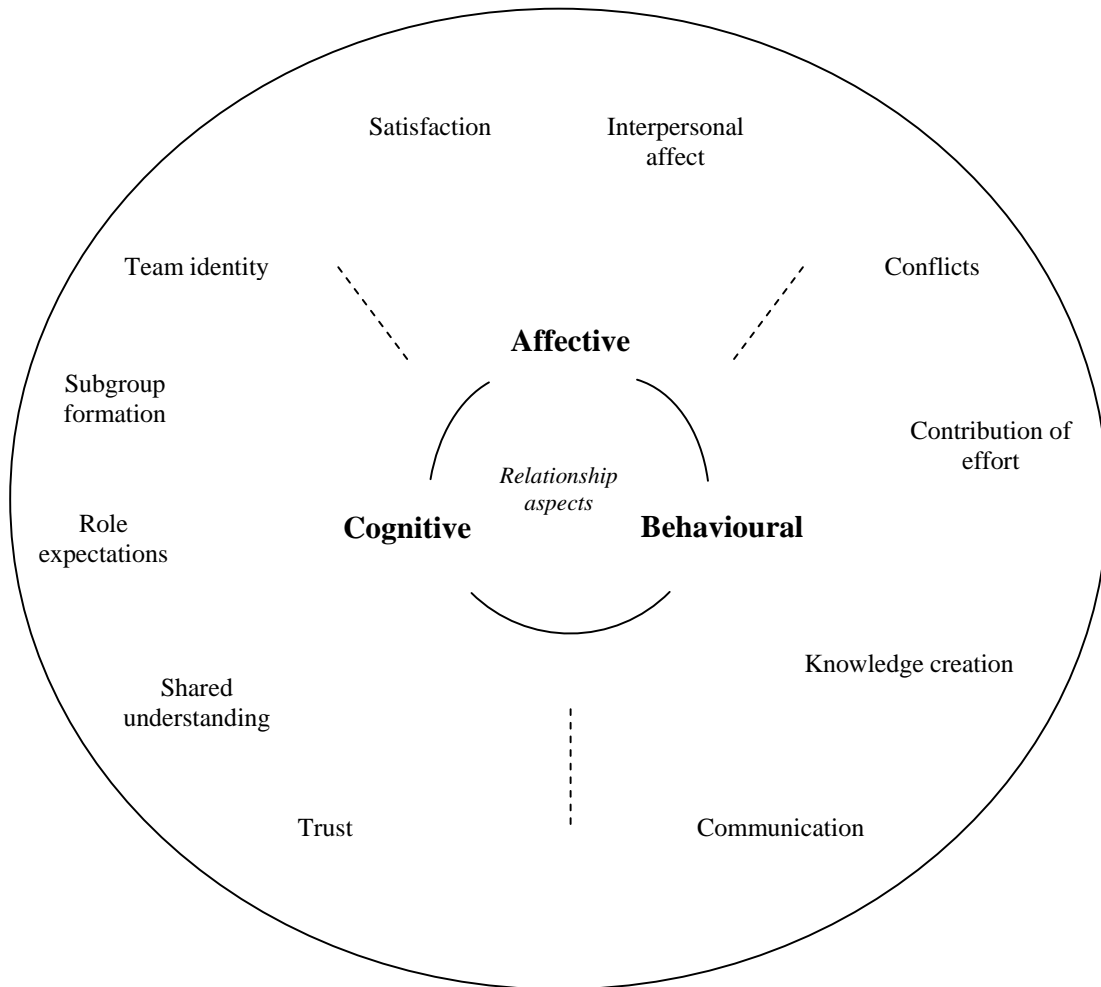 Satisfaction
Interpersonal
affect
Team identity
Conflicts
Affective
Subgroup
formation
Contribution of
effort
Relationship
aspects
Role
expectations
Cognitive
Behavioural
Knowledge creation
Shared
understanding
Trust
Communication